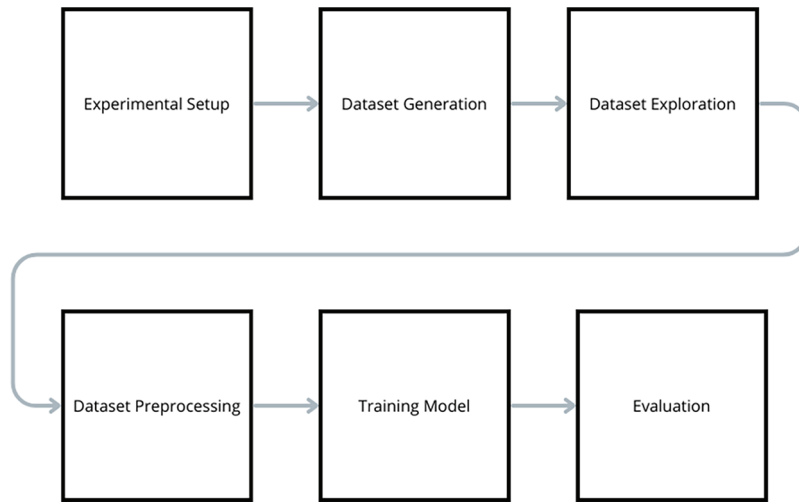 Experimental Setup
Dataset Generation
Dataset Exploration
Dataset Preprocessing
Training Model
Evaluation